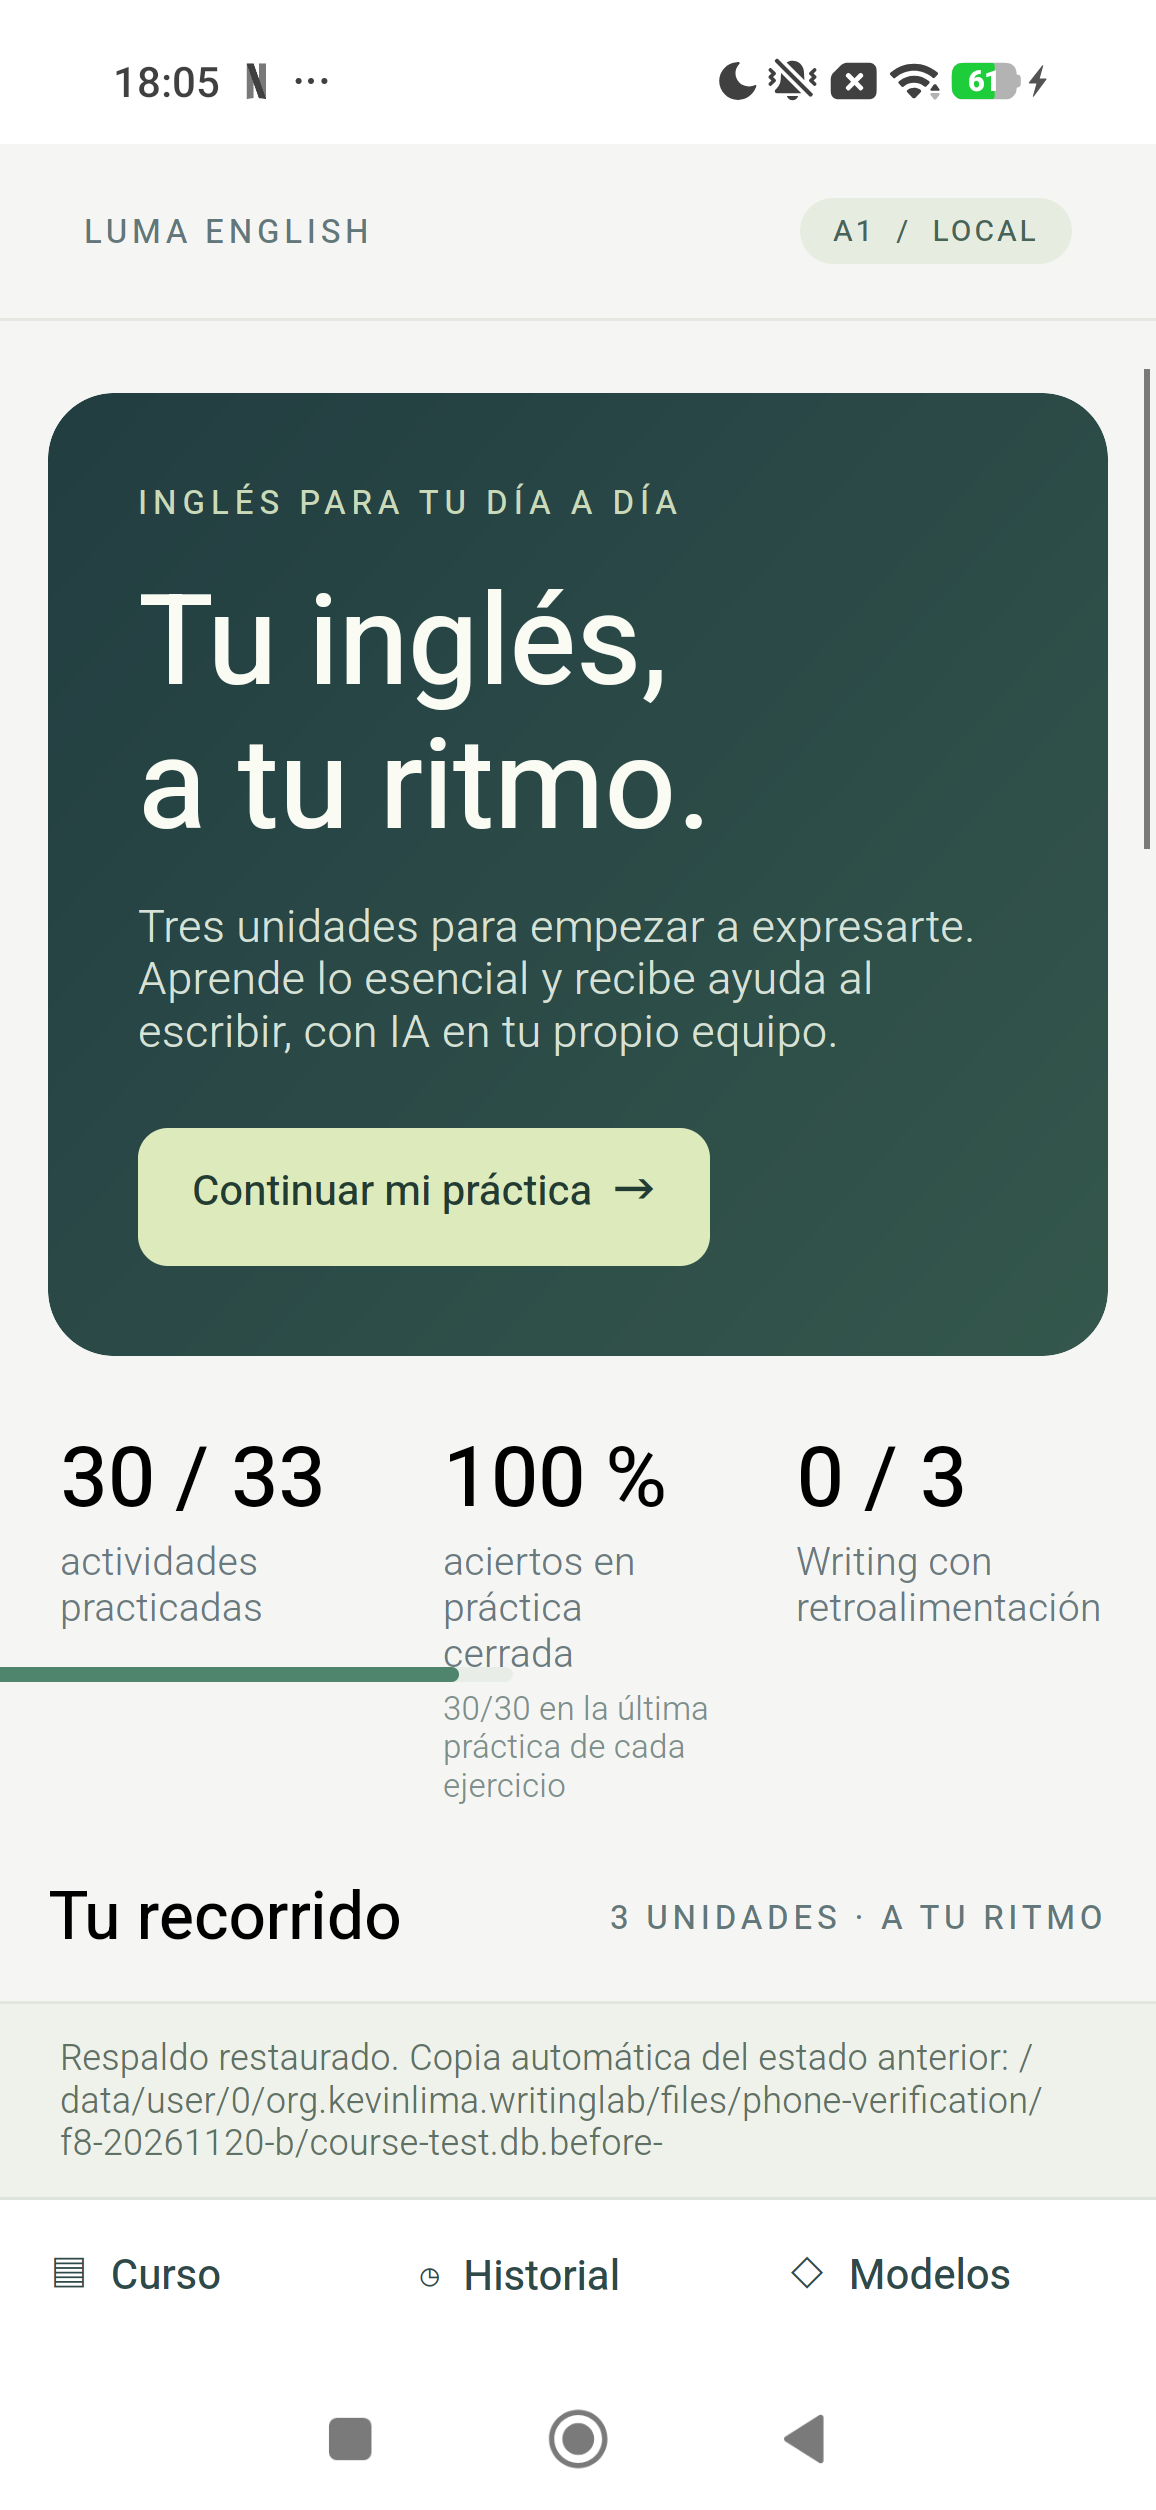 18:05 N ...
61
LUMA ENGLISH
A1 / LOCAL
INGLÉS PARA TU DÍA A DÍA
Tu inglés,
a tu ritmo.
Tres unidades para empezar a expresarte.
Aprende lo esencial y recibe ayuda al
escribir, con IA en tu propio equipo.
Continuar mi práctica →
30 / 33
actividades
practicadas
100 %
aciertos en
práctica
cerrada
30/30 en la última
práctica de cada
ejercicio
0 / 3
Writing con
retroalimentación
Tu recorrido
3 UNIDADES · A TU RITMO
Respaldo restaurado. Copia automática del estado anterior: /
data/user/0/org.kevinlima.writinglab/files/phone-verification/
f8-20261120-b/course-test.db.before-
Curso
Historial
Modelos